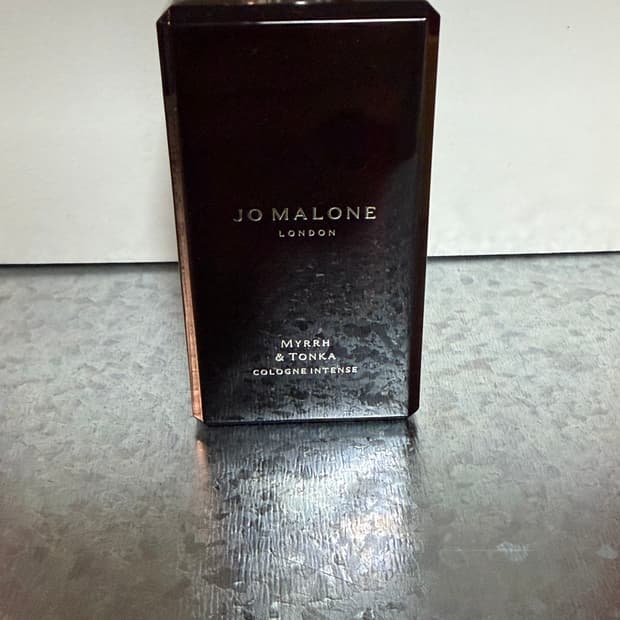 JO MALONE
LONDON
MYRRH
& TONKA
COLOGNE INTENSE